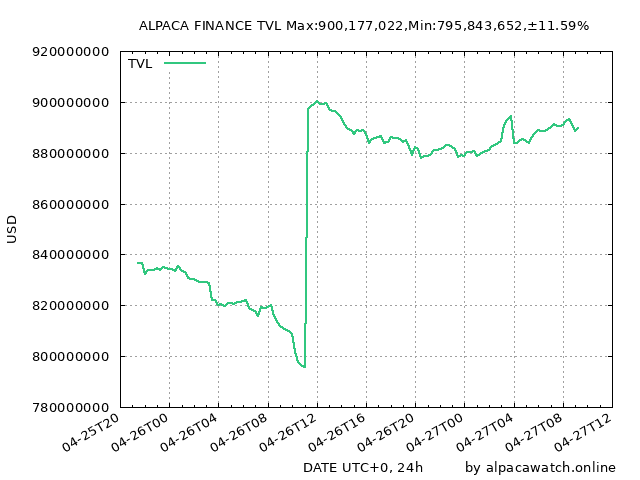 ALPACA FINANCE TVL Max:900,177,022,Min:795,843,652,±11.59%
920000000
TVL
900000000
880000000
860000000
USD
840000000
820000000
800000000
780000000
04-25T20
04-26T00
04-26T04
04-26T08
04-26T12
04-26T16
04-26T20
04-27T00
04-27T04
04-27T08
04-27T12
DATE UTC+0, 24h
by alpacawatch.online